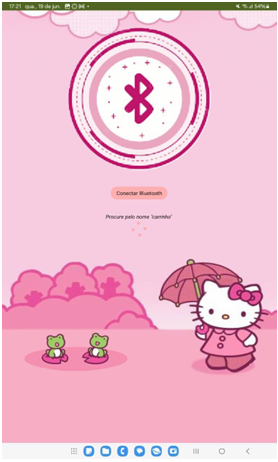 17:21 qua., 19 de jun.
54%
Conectar Bluetooth
Procure pelo nome 'carrinho'